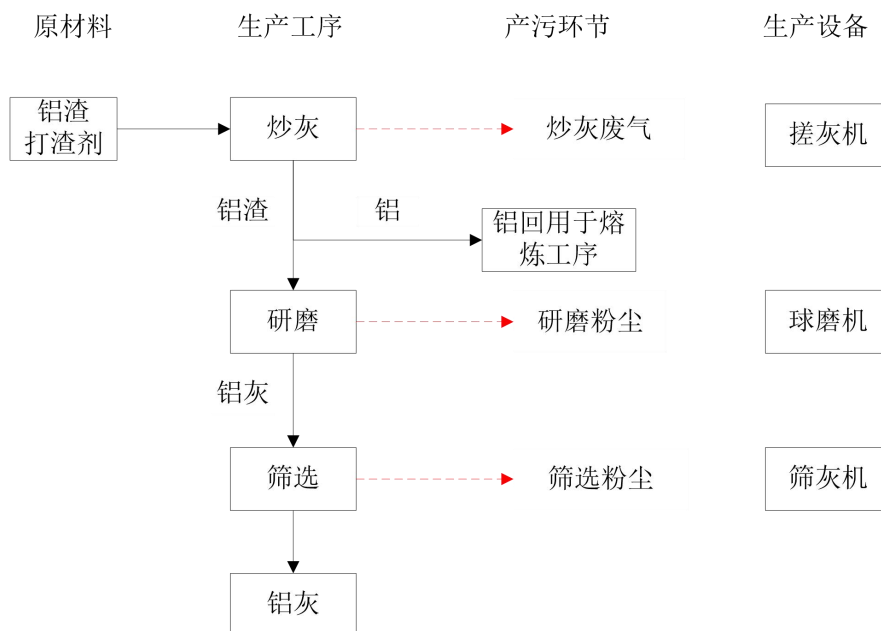 原材料 生产工序 产污环节 生产设备
铝渣
打渣剂
炒灰
炒灰废气
搓灰机
铝渣
铝
铝回用于熔
炼工序
研磨
研磨粉尘
球磨机
铝灰
筛选
筛选粉尘
筛灰机
铝灰